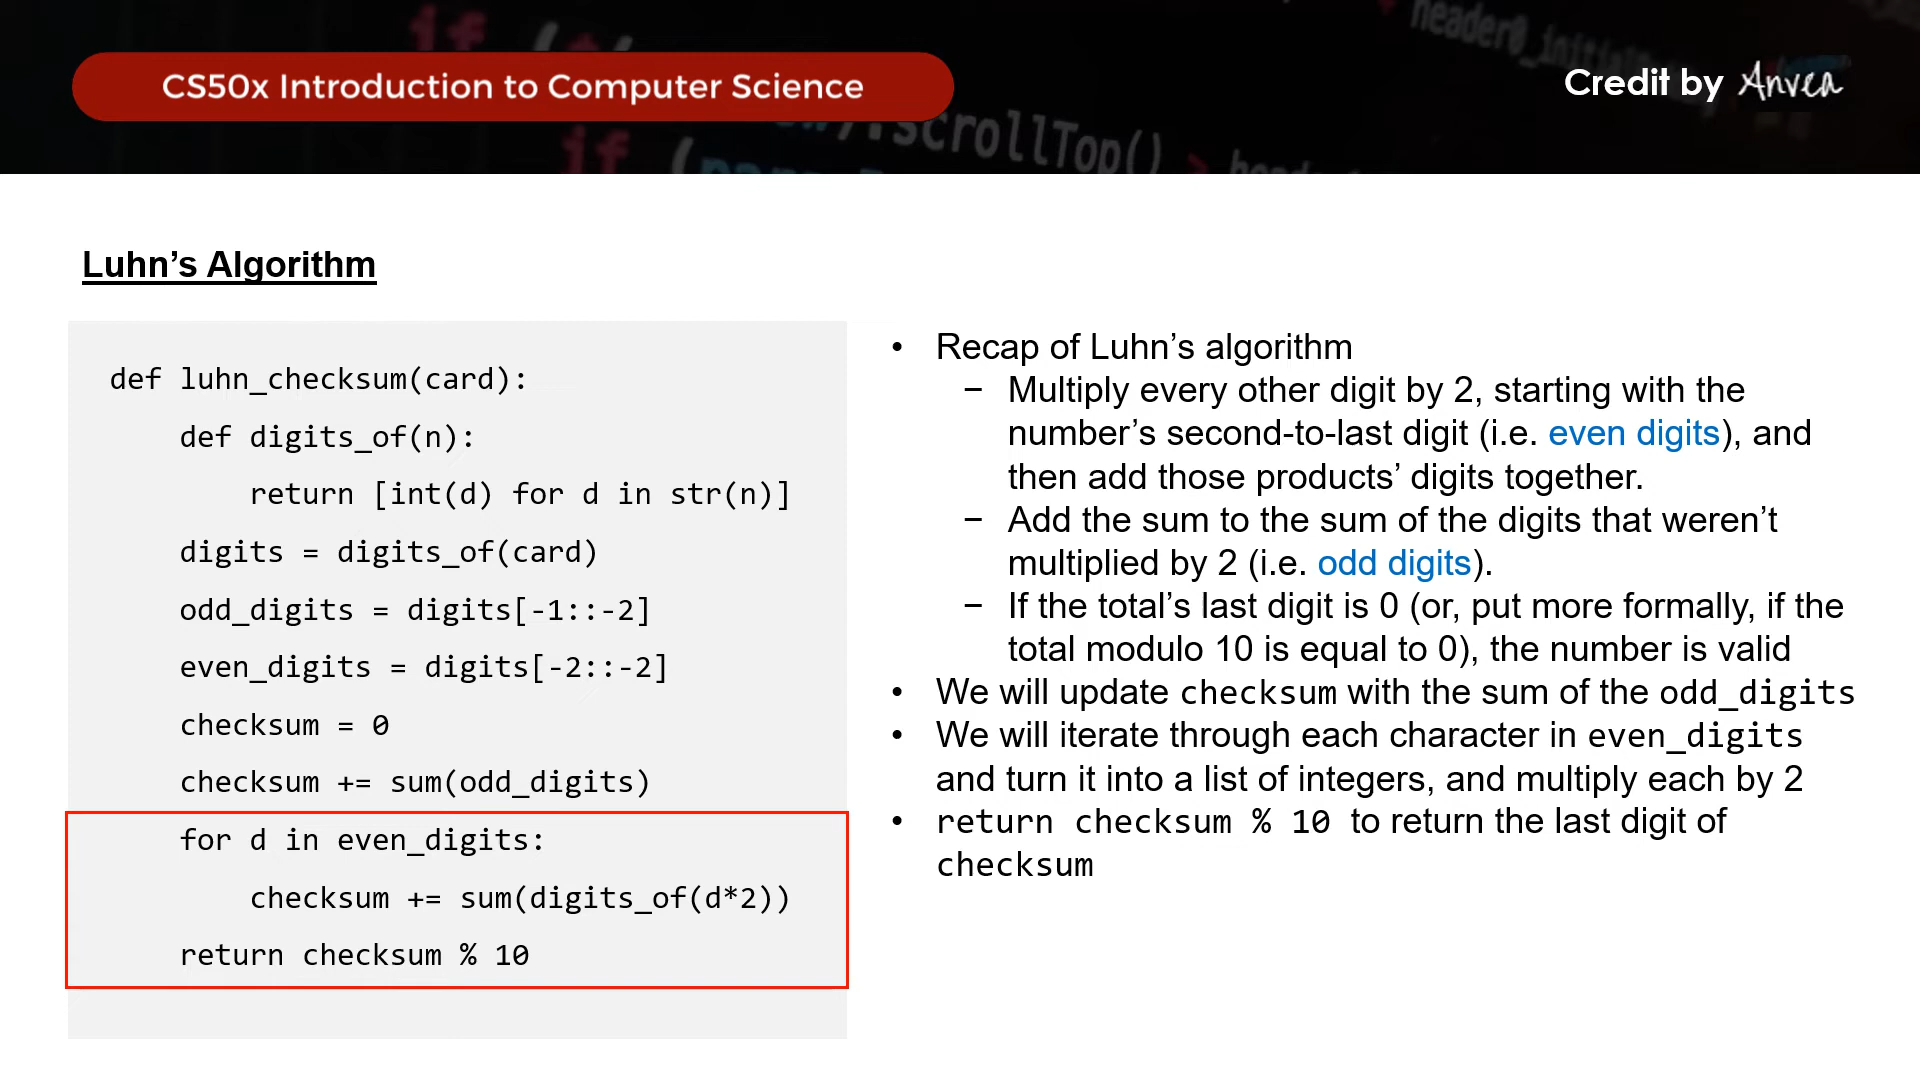 if (
header0_initial
CS50x Introduction to Computer Science
Credit by Anvea
.scrollTop() > header
if (
Luhn’s Algorithm
def luhn_checksum(card):
def digits_of(n):
return [int(d) for d in str(n)]
digits = digits_of(card)
odd_digits = digits[-1::-2]
even_digits = digits[-2::-2]
checksum = 0
checksum += sum(odd_digits)
for d in even_digits:
checksum += sum(digits_of(d*2))
return checksum % 10
• Recap of Luhn’s algorithm
− Multiply every other digit by 2, starting with the
number’s second-to-last digit (i.e. even digits), and
then add those products’ digits together.
− Add the sum to the sum of the digits that weren’t
multiplied by 2 (i.e. odd digits).
− If the total’s last digit is 0 (or, put more formally, if the
total modulo 10 is equal to 0), the number is valid
• We will update checksum with the sum of the odd_digits
• We will iterate through each character in even_digits
and turn it into a list of integers, and multiply each by 2
• return checksum % 10 to return the last digit of
checksum